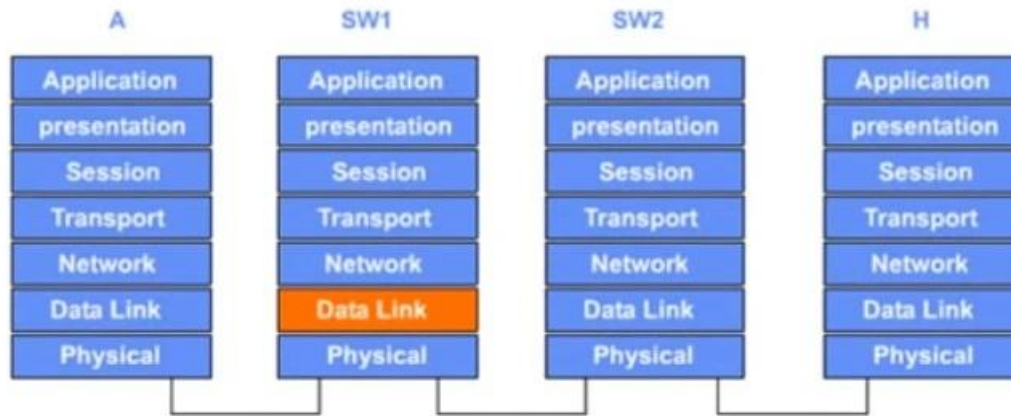 A SW1 SW2 H
Application Application Application Application
presentation presentation presentation presentation
Session Session Session Session
Transport Transport Transport Transport
Network Network Network Network
Data Link Data Link Data Link Data Link
Physical Physical Physical Physical